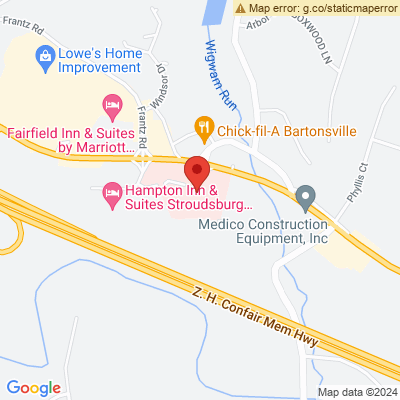 Map error: g.co/staticmaperror
Frantz Rd
Arbor
BOXWOOD LN
Lowe's Home
Improvement
Windsor Dr
Wigwam Run
Fairfield Inn & Suites
by Marriott...
Frantz Rd
Chick-fil-A Bartonsville
Phyllis Ct
Hampton Inn &
Suites Stroudsburg...
Medico Construction
Equipment, Inc
Z. H. Confair Mem Hwy
Google
Map data ©2024